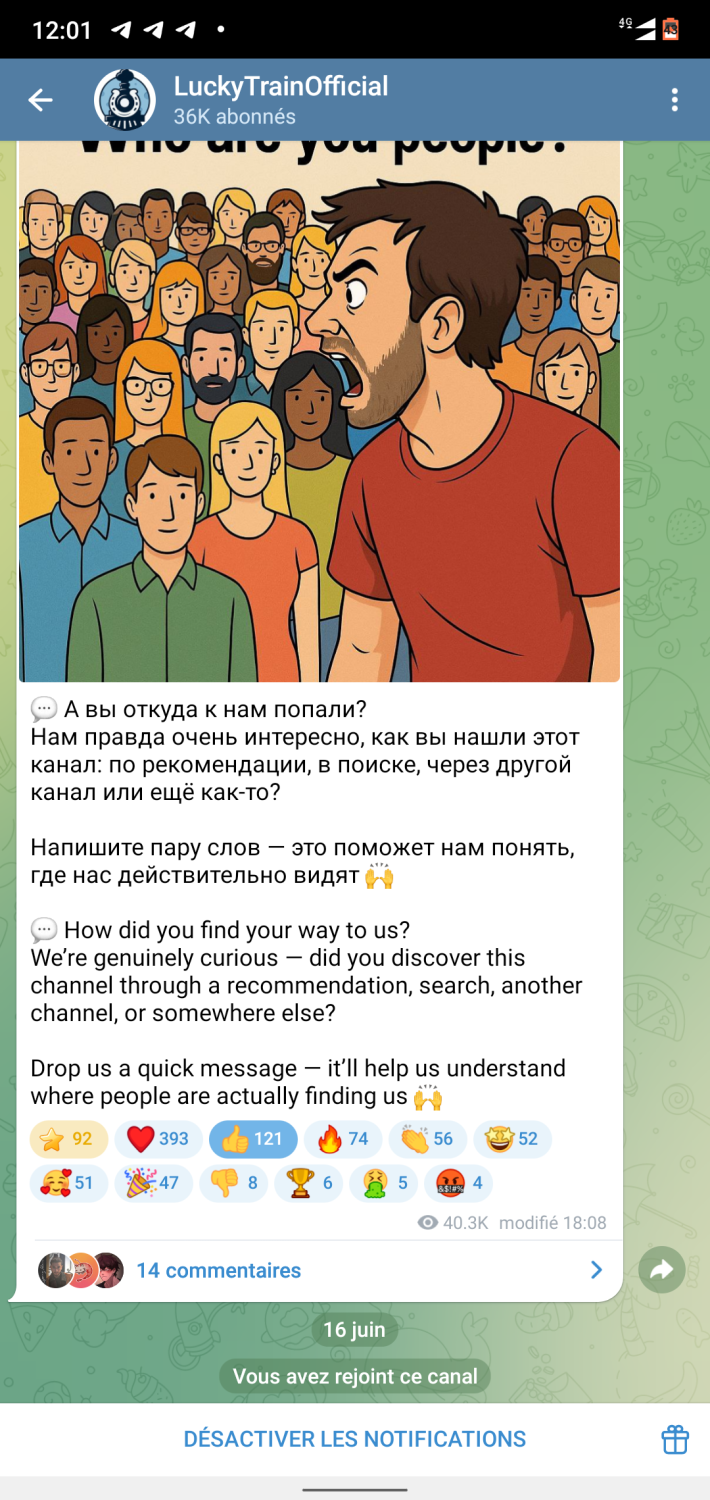 12:01
4G
43
LuckyTrainOfficial
36K abonnés
Who are you people?
💬 А вы откуда к нам попали?
Нам правда очень интересно, как вы нашли этот
канал: по рекомендации, в поиске, через другой
канал или ещё как-то?
Напишите пару слов — это поможет нам понять,
где нас действительно видят 🙌
💬 How did you find your way to us?
We’re genuinely curious — did you discover this
channel through a recommendation, search, another
channel, or somewhere else?
Drop us a quick message — it’ll help us understand
where people are actually finding us 🙌
⭐ 92 ❤️ 393 👍 121 🔥 74 👏 56 🤩 52
🥰 51 🎉 47 👎 8 🏆 6 🤮 5 🤬 4
40.3K modifié 18:08
14 commentaires
16 juin
Vous avez rejoint ce canal
DÉSACTIVER LES NOTIFICATIONS